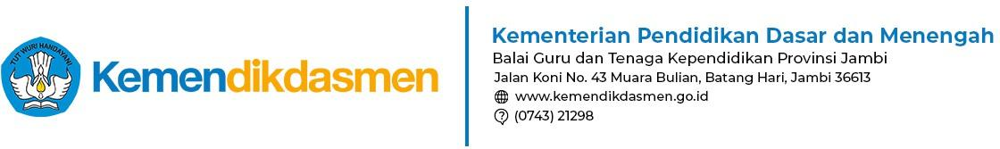 TUT WURI HANDAYANI
Kemendikdasmen
Kementerian Pendidikan Dasar dan Menengah
Balai Guru dan Tenaga Kependidikan Provinsi Jambi
Jalan Koni No. 43 Muara Bulian, Batang Hari, Jambi 36613
www.kemendikdasmen.go.id
(0743) 21298